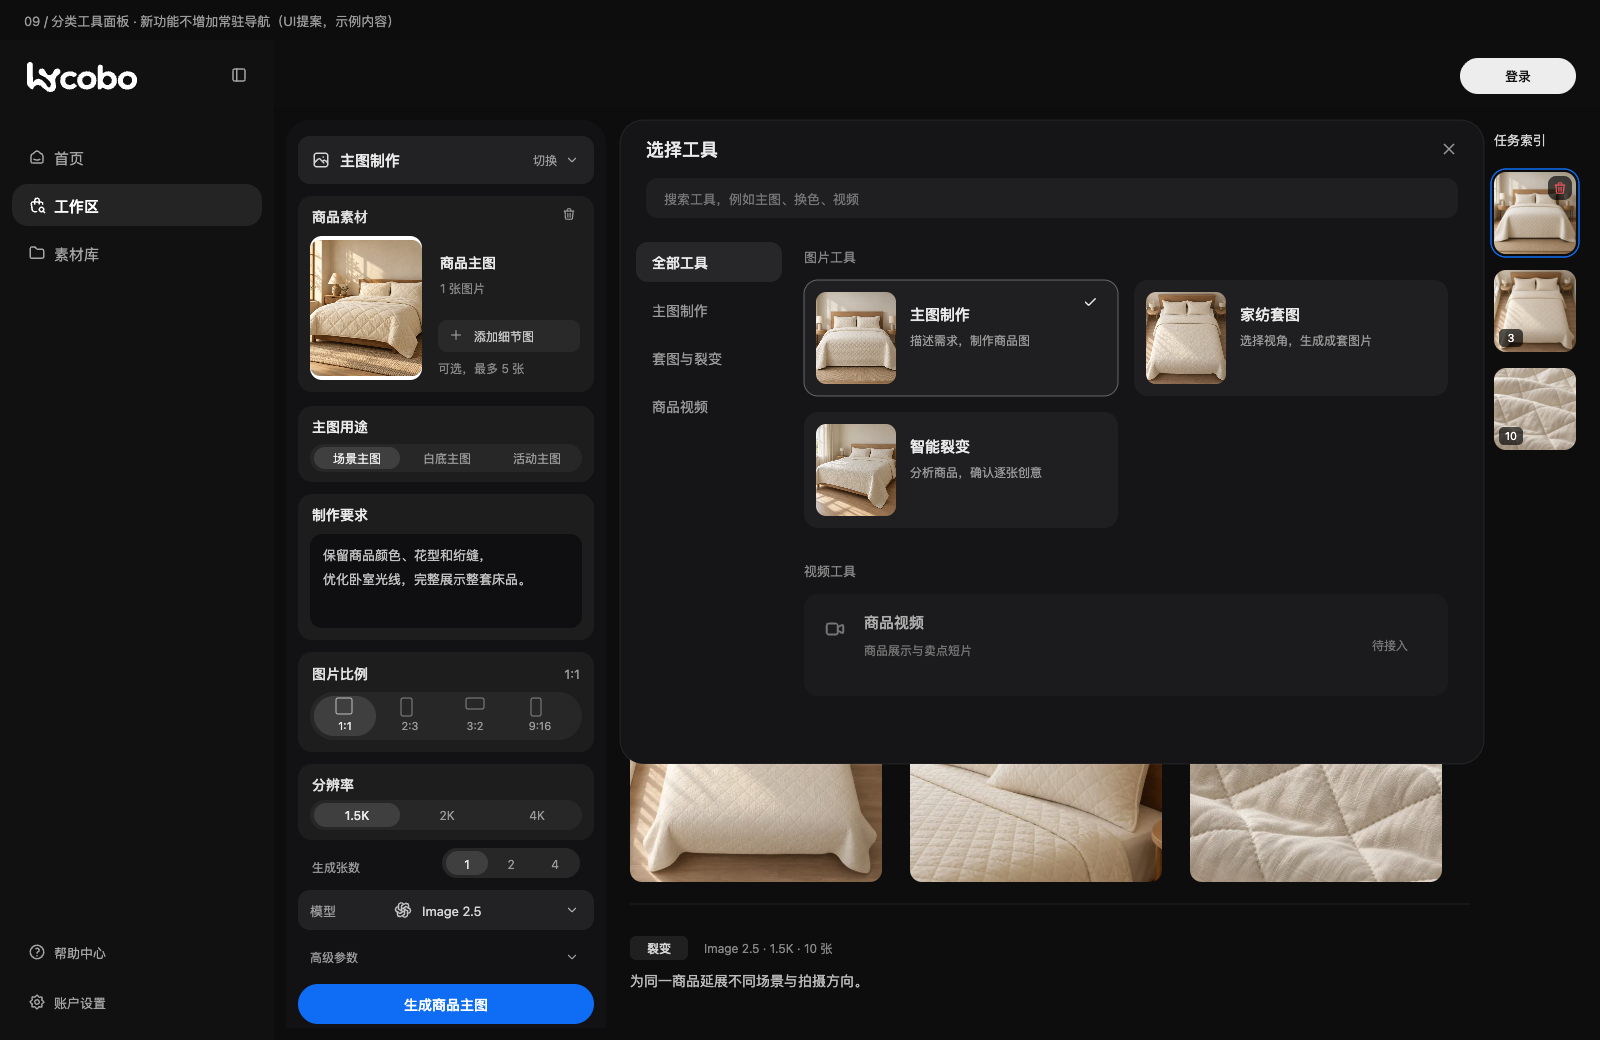 09 / 分类工具面板 · 新功能不增加常驻导航（UI提案，示例内容）
lycobo
登录
首页
工作区
素材库
帮助中心
账户设置
主图制作
切换
商品素材
商品主图
1 张图片
+ 添加细节图
可选，最多 5 张
主图用途
场景主图
白底主图
活动主图
制作要求
保留商品颜色、花型和绗缝，
优化卧室光线，完整展示整套床品。
图片比例
1:1
1:1
2:3
3:2
9:16
分辨率
1.5K
2K
4K
生成张数
1
2
4
模型
Image 2.5
高级参数
生成商品主图
选择工具
搜索工具，例如主图、换色、视频
全部工具
主图制作
套图与裂变
商品视频
图片工具
主图制作
描述需求，制作商品图
家纺套图
选择视角，生成成套图片
智能裂变
分析商品，确认逐张创意
视频工具
商品视频
商品展示与卖点短片
待接入
裂变
Image 2.5 · 1.5K · 10 张
为同一商品延展不同场景与拍摄方向。
任务索引
3
10